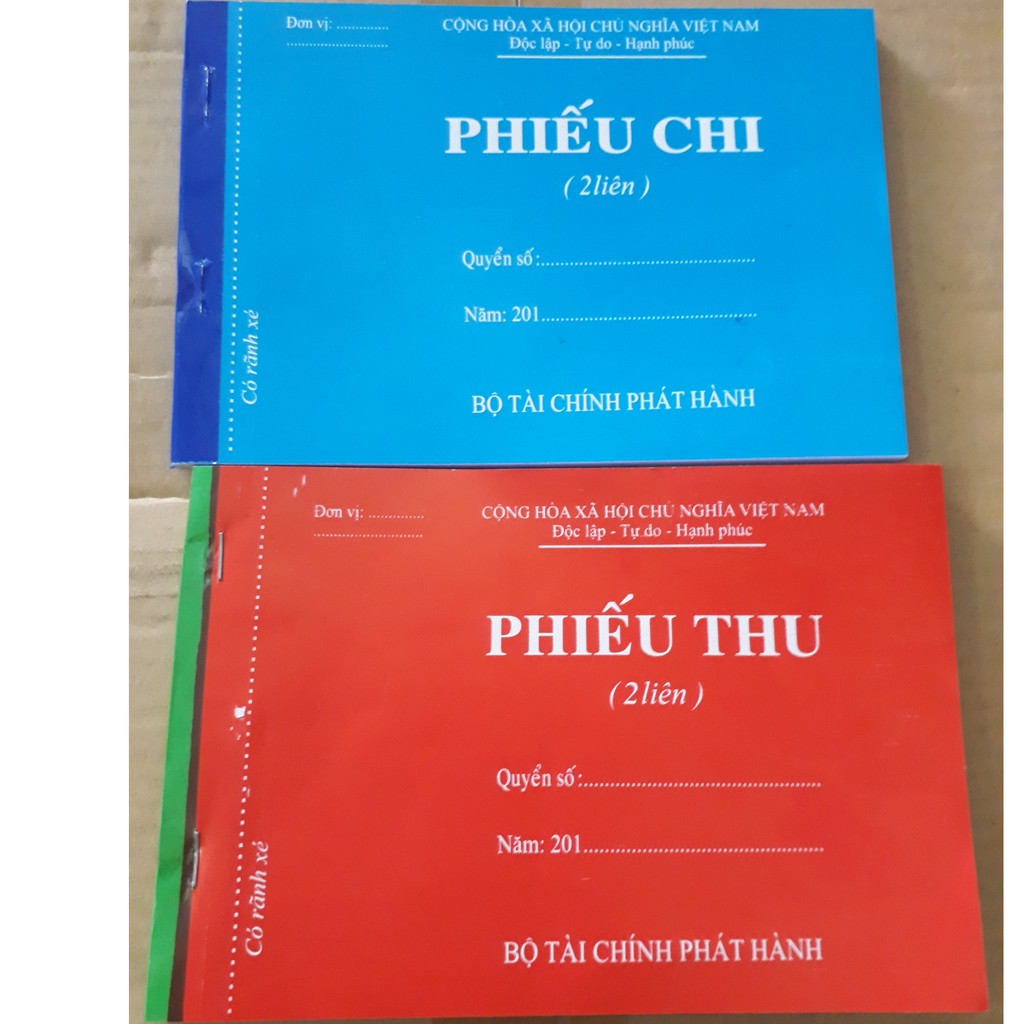 Đơn vị: .............
.........................
CỘNG HÒA XÃ HỘI CHỦ NGHĨA VIỆT NAM
Độc lập - Tự do - Hạnh phúc
PHIẾU CHI
( 2liên )
Quyển số:.............................................
Năm: 201.............................................
BỘ TÀI CHÍNH PHÁT HÀNH
Có rãnh xé
Đơn vị: .............
.........................
CỘNG HÒA XÃ HỘI CHỦ NGHĨA VIỆT NAM
Độc lập - Tự do - Hạnh phúc
PHIẾU THU
( 2liên )
Quyển số:.............................................
Năm: 201.............................................
BỘ TÀI CHÍNH PHÁT HÀNH
Có rãnh xé